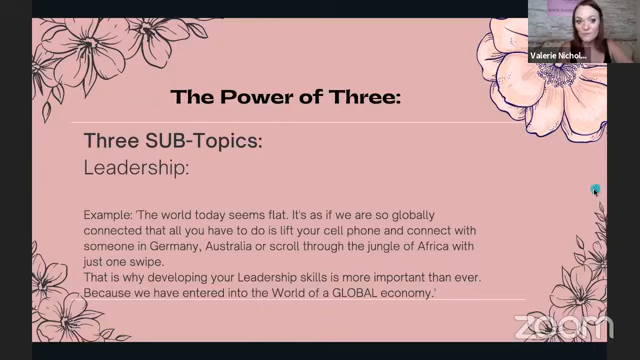 Valerie Nichol...
The Power of Three:
Three SUB-Topics:
Leadership:
Example: 'The world today seems flat. It's as if we are so globally
connected that all you have to do is lift your cell phone and connect with
someone in Germany, Australia or scroll through the jungle of Africa with
just one swipe.
That is why developing your Leadership skills is more important than ever.
Because we have entered into the World of a GLOBAL economy.'
zoom